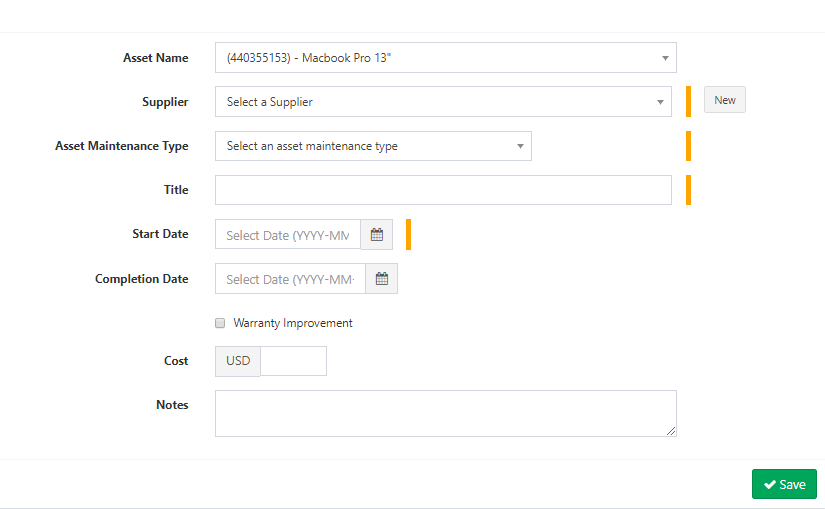 Asset Name (440355153) - Macbook Pro 13"
Supplier Select a Supplier New
Asset Maintenance Type Select an asset maintenance type
Title
Start Date Select Date (YYYY-MM
Completion Date Select Date (YYYY-MM-
Warranty Improvement
Cost USD
Notes
Save